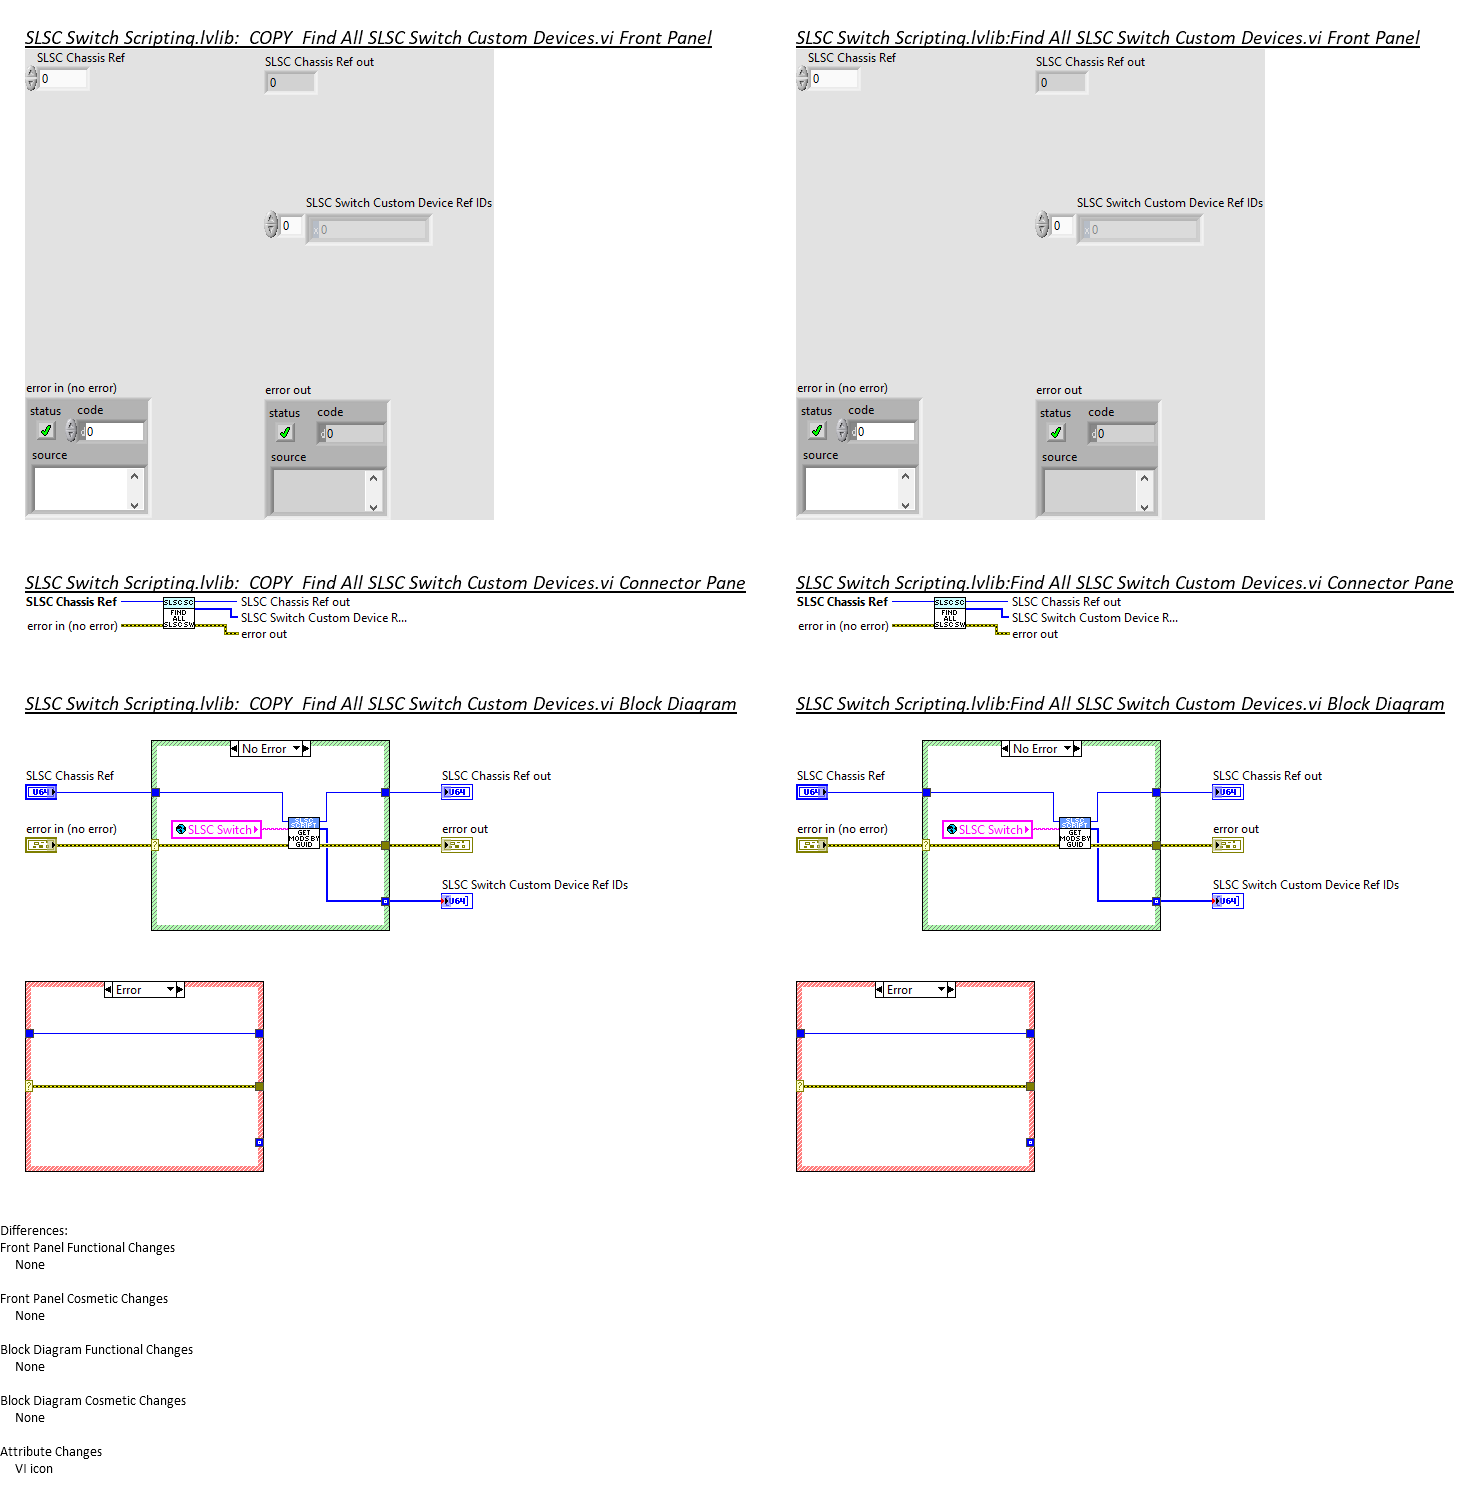 SLSC Switch Scripting.lvlib:  COPY  Find All SLSC Switch Custom Devices.vi Front Panel
SLSC Chassis Ref
0
SLSC Chassis Ref out
0
SLSC Switch Custom Device Ref IDs
0
x 0
error in (no error)
status
code
d 0
source
error out
status
code
d 0
source
SLSC Switch Scripting.lvlib:Find All SLSC Switch Custom Devices.vi Front Panel
SLSC Chassis Ref
0
SLSC Chassis Ref out
0
SLSC Switch Custom Device Ref IDs
0
x 0
error in (no error)
status
code
d 0
source
error out
status
code
d 0
source
SLSC Switch Scripting.lvlib:  COPY  Find All SLSC Switch Custom Devices.vi Connector Pane
SLSC Chassis Ref
error in (no error)
SLSC SC
FIND
ALL
SLSC SW
SLSC Chassis Ref out
SLSC Switch Custom Device R...
error out
SLSC Switch Scripting.lvlib:Find All SLSC Switch Custom Devices.vi Connector Pane
SLSC Chassis Ref
error in (no error)
SLSC SC
FIND
ALL
SLSC SW
SLSC Chassis Ref out
SLSC Switch Custom Device R...
error out
SLSC Switch Scripting.lvlib:  COPY  Find All SLSC Switch Custom Devices.vi Block Diagram
No Error
SLSC Chassis Ref
U64
error in (no error)
SLSC Switch
?
SLSC
SCRIPT
GET
MODS BY
GUID
SLSC Chassis Ref out
U64
error out
SLSC Switch Custom Device Ref IDs
U64]
Error
?
SLSC Switch Scripting.lvlib:Find All SLSC Switch Custom Devices.vi Block Diagram
No Error
SLSC Chassis Ref
U64
error in (no error)
SLSC Switch
?
SLSC
SCRIPT
GET
MODS BY
GUID
SLSC Chassis Ref out
U64
error out
SLSC Switch Custom Device Ref IDs
U64]
Error
?
Differences:
Front Panel Functional Changes
None
Front Panel Cosmetic Changes
None
Block Diagram Functional Changes
None
Block Diagram Cosmetic Changes
None
Attribute Changes
VI icon